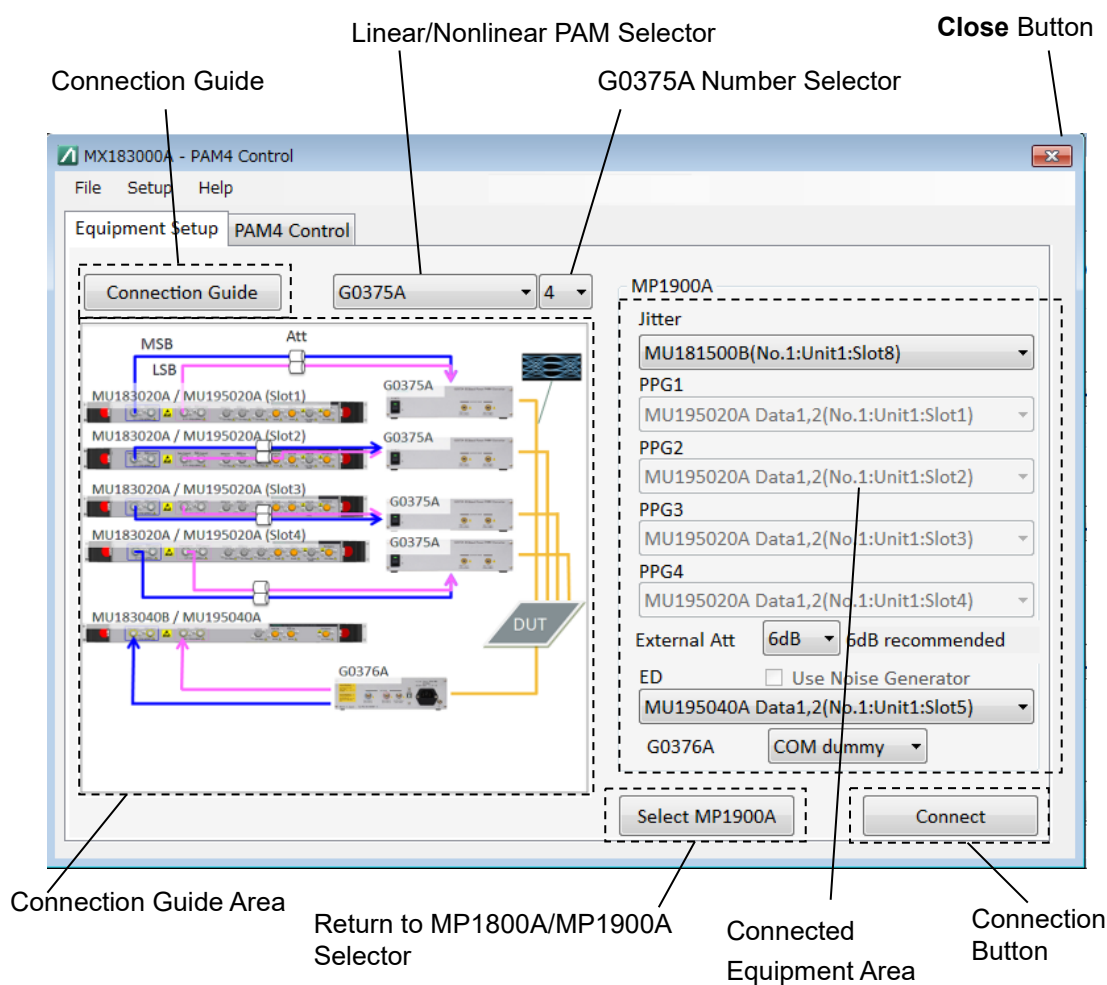 Linear/Nonlinear PAM Selector
Close Button
Connection Guide
G0375A Number Selector
MX183000A - PAM4 Control
File Setup Help
Equipment Setup PAM4 Control
Connection Guide
G0375A
4
MP1900A
Jitter
MU181500B(No.1:Unit1:Slot8)
PPG1
MU195020A Data1,2(No.1:Unit1:Slot1)
PPG2
MU195020A Data1,2(No.1:Unit1:Slot2)
PPG3
MU195020A Data1,2(No.1:Unit1:Slot3)
PPG4
MU195020A Data1,2(No.1:Unit1:Slot4)
External Att 6dB 6dB recommended
ED Use Noise Generator
MU195040A Data1,2(No.1:Unit1:Slot5)
G0376A COM dummy
MSB
Att
LSB
MU183020A / MU195020A (Slot1)
G0375A
MU183020A / MU195020A (Slot2)
G0375A
MU183020A / MU195020A (Slot3)
G0375A
MU183020A / MU195020A (Slot4)
G0375A
MU183040B / MU195040A
DUT
G0376A
Select MP1900A
Connect
Connection Guide Area
Return to MP1800A/MP1900A
Selector
Connected
Equipment Area
Connection
Button